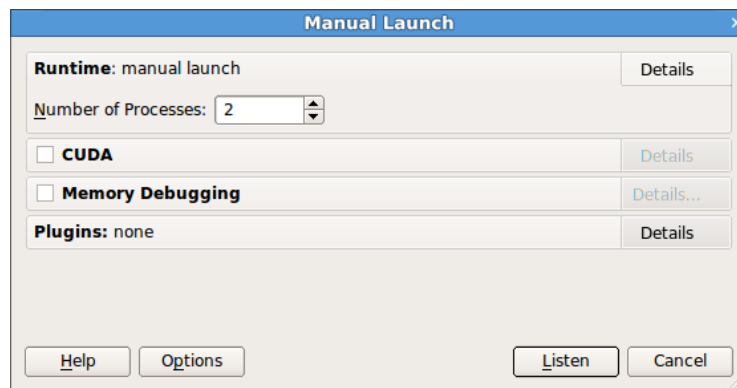 Manual Launch
Runtime: manual launch Details
Number of Processes: 2
CUDA Details
Memory Debugging Details...
Plugins: none Details
Help Options Listen Cancel